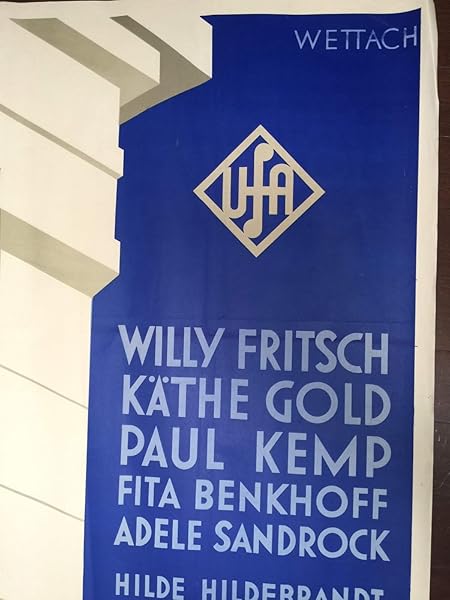 WETTACH
UfA
WILLY FRITSCH
KÄTHE GOLD
PAUL KEMP
FITA BENKHOFF
ADELE SANDROCK
HILDE HILDEBRANDT